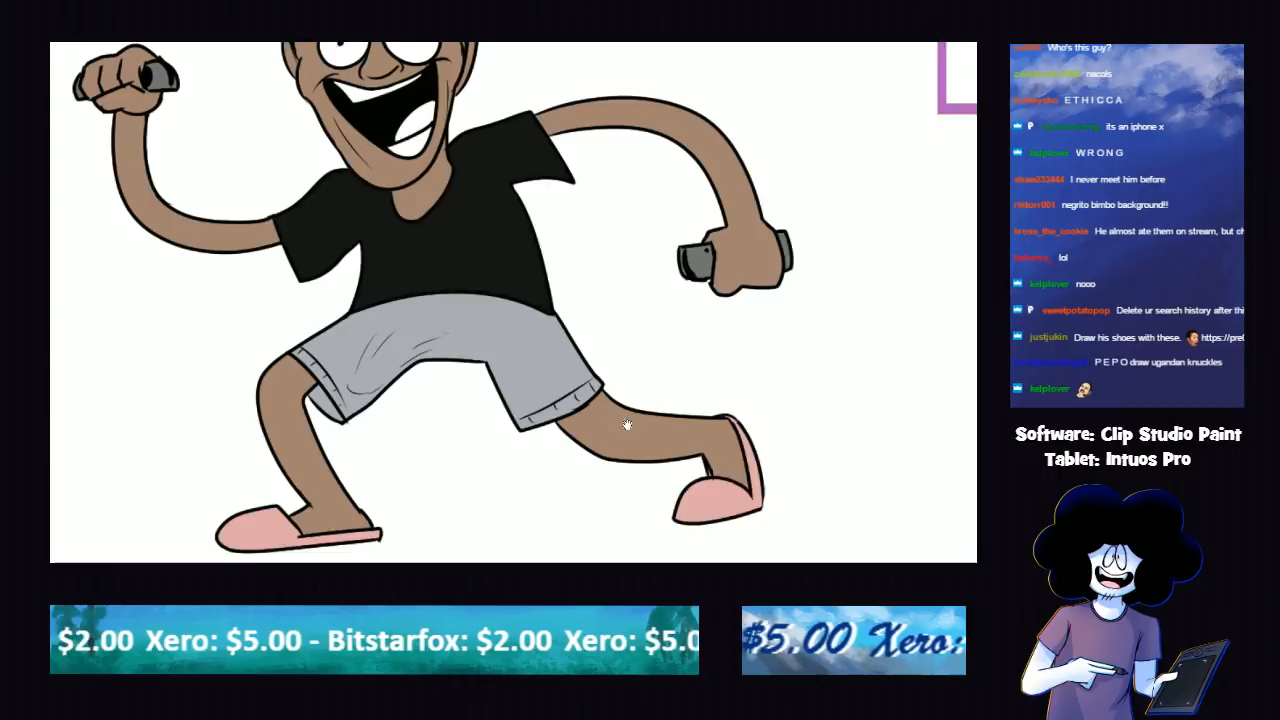 Who's this guy?
nacols
E T H I C C A
its an iphone x
kelplover W R O N G
shaw233444 I never meet him before
riktorr001 negrito bimbo background!!
bross_the_cookie He almost ate them on stream, but ch
lol
kelplover nooo
sweetpotatopop Delete ur search history after thi
justjukin Draw his shoes with these. https://pre
P E P O draw ugandan knuckles
kelplover
Software: Clip Studio Paint
Tablet: Intuos Pro
$2.00 Xero: $5.00 - Bitstarfox: $2.00 Xero: $5.0
$5.00 Xero: